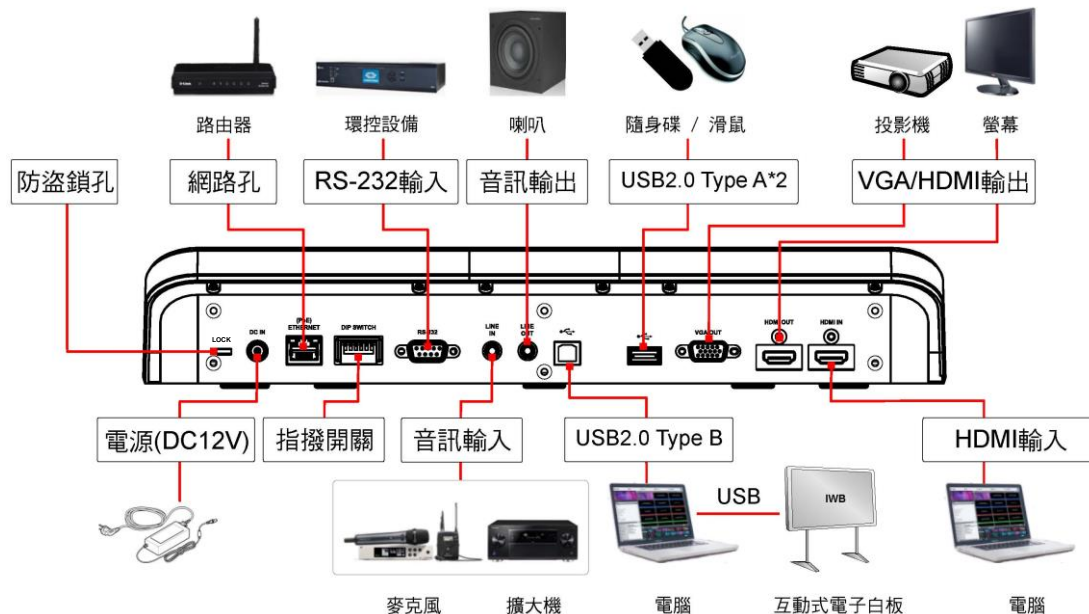 路由器
環控設備
喇叭
隨身碟 / 滑鼠
投影機
螢幕
防盜鎖孔
網路孔
RS-232輸入
音訊輸出
USB2.0 Type A*2
VGA/HDMI輸出
LOCK
DC IN
(PoE)
ETHERNET
DIP SWITCH
RS-232
LINE
IN
LINE
OUT
VGA OUT
HDMI OUT
HDMI IN
電源(DC12V)
指撥開關
音訊輸入
USB2.0 Type B
HDMI輸入
USB
IWB
麥克風
擴大機
電腦
互動式電子白板
電腦